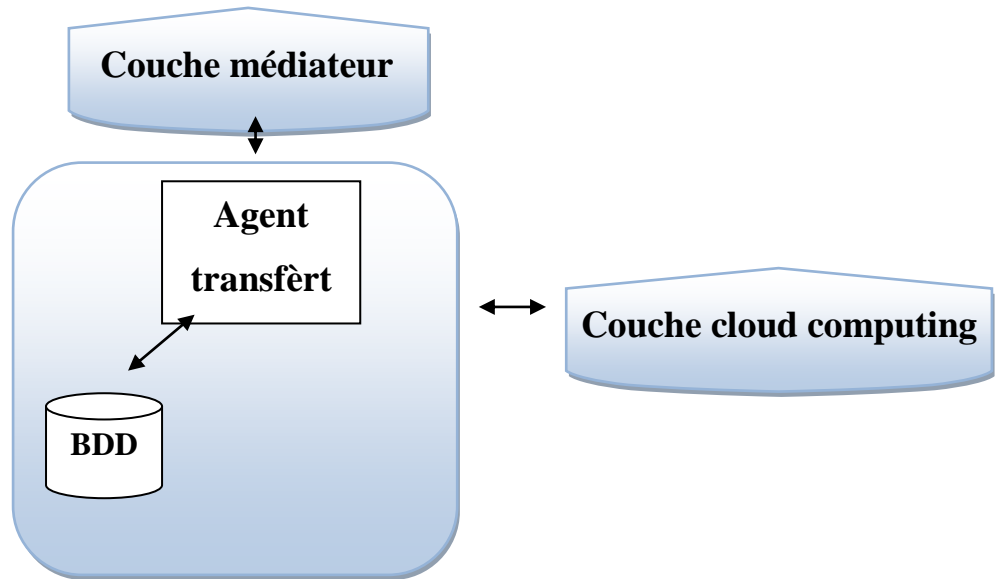 Couche médiateur
Agent
transfèrt
Couche cloud computing
BDD